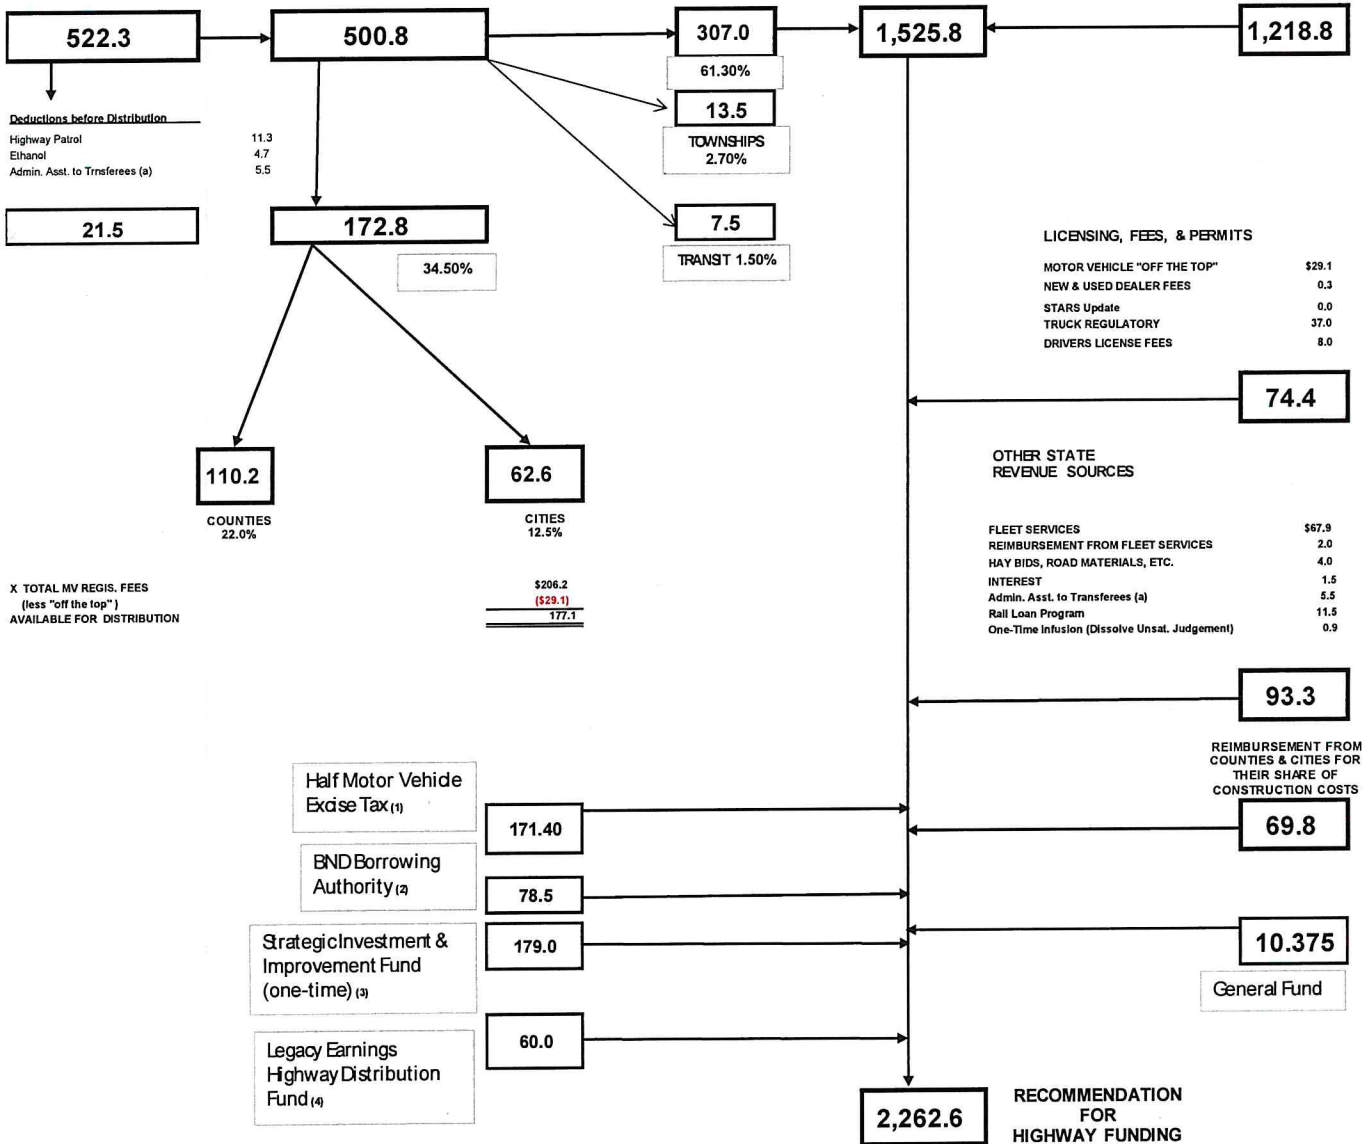 522.3
500.8
307.0
1,525.8
1,218.8
61.30%
13.5
TOWNSHIPS
2.70%
Deductions before Distribution
Highway Patrol 11.3
Ethanol 4.7
Admin. Asst. to Trnsferees (a) 5.5
21.5
172.8
34.50%
7.5
TRANSIT 1.50%
LICENSING, FEES, & PERMITS
MOTOR VEHICLE "OFF THE TOP" $29.1
NEW & USED DEALER FEES 0.3
STARS Update 0.0
TRUCK REGULATORY 37.0
DRIVERS LICENSE FEES 8.0
74.4
110.2
COUNTIES
22.0%
62.6
CITIES
12.5%
OTHER STATE
REVENUE SOURCES
FLEET SERVICES $67.9
REIMBURSEMENT FROM FLEET SERVICES 2.0
HAY BIDS, ROAD MATERIALS, ETC. 4.0
INTEREST 1.5
Admin. Asst. to Transferees (a) 5.5
Rail Loan Program 11.5
One-Time Infusion (Dissolve Unsat. Judgement) 0.9
X TOTAL MV REGIS. FEES $206.2
(less "off the top" ) ($29.1)
AVAILABLE FOR DISTRIBUTION 177.1
93.3
REIMBURSEMENT FROM
COUNTIES & CITIES FOR
THEIR SHARE OF
CONSTRUCTION COSTS
69.8
Half Motor Vehicle
Excise Tax (1)
171.40
BND Borrowing
Authority (2)
78.5
Strategic Investment &
Improvement Fund
(one-time) (3)
179.0
10.375
General Fund
Legacy Earnings
Highway Distribution
Fund (4)
60.0
2,262.6
RECOMMENDATION
FOR
HIGHWAY FUNDING